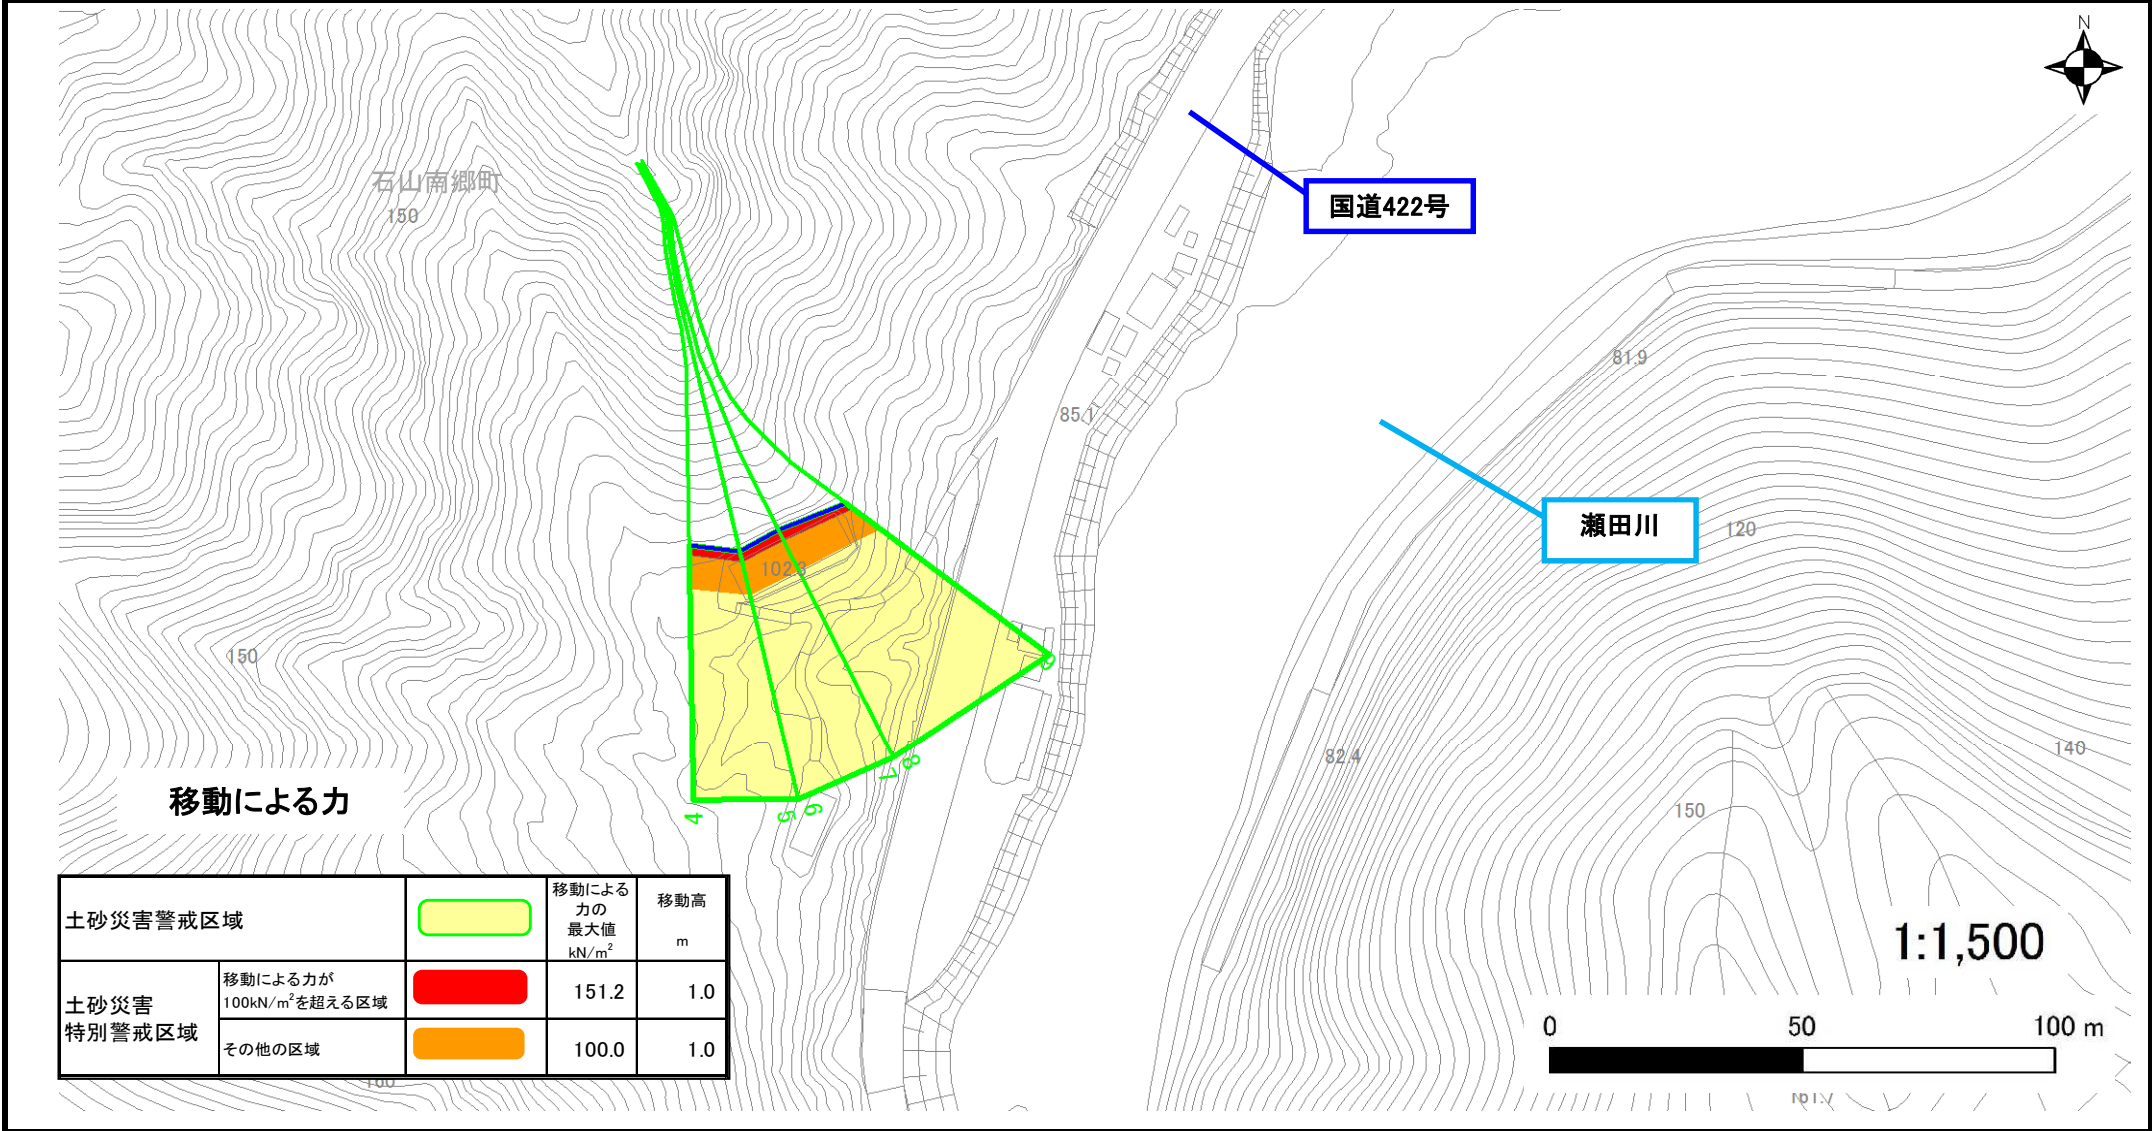 N
石山南郷町
150
国道422号
81.9
85.1
瀬田川
120
102.3
150
9
82.4
140
8
7
移動による力
150
4
5
6
土砂災害警戒区域
移動による
力の
最大値
kN/m²
移動高
m
土砂災害
特別警戒区域
移動による力が
100kN/m²を超える区域
151.2
1.0
その他の区域
100.0
1.0
160
1:1,500
0
50
100 m
161.7